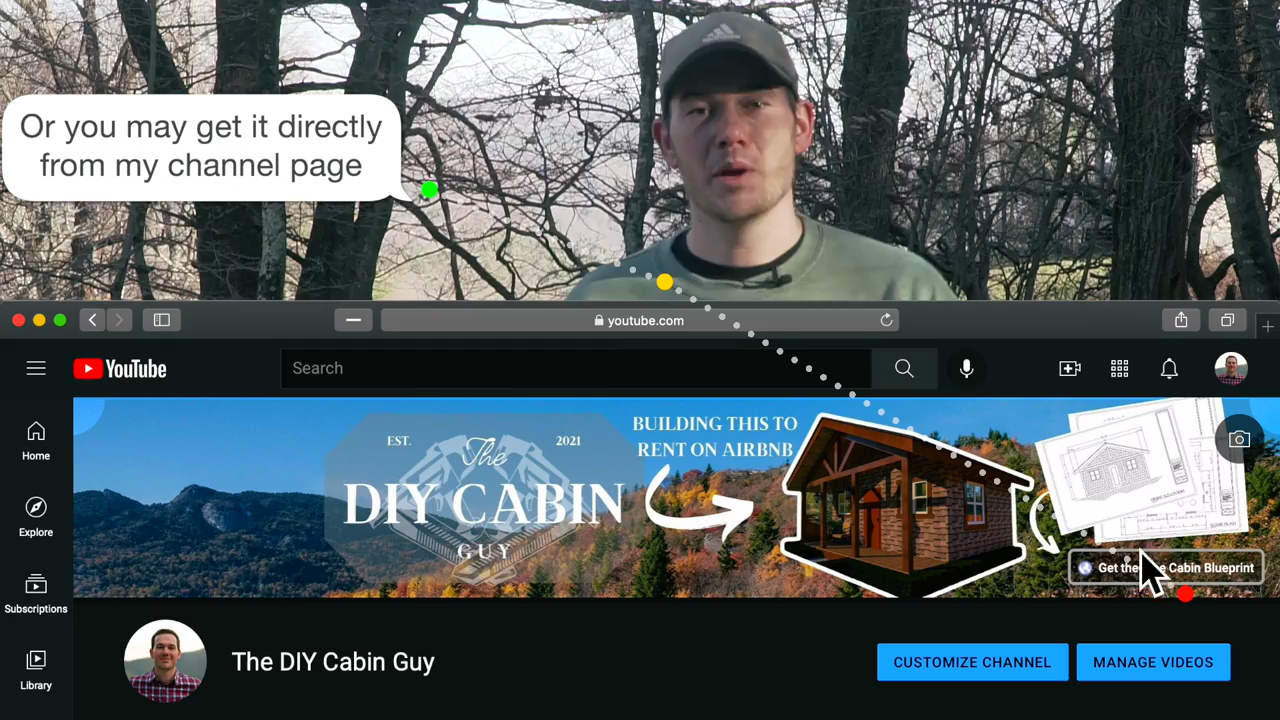 Or you may get it directly
from my channel page
youtube.com
YouTube
Search
Home
Explore
Subscriptions
Library
EST.
2021
The
DIY CABIN
GUY
BUILDING THIS TO
RENT ON AIRBNB
Get the Cabin Blueprint
The DIY Cabin Guy
CUSTOMIZE CHANNEL
MANAGE VIDEOS